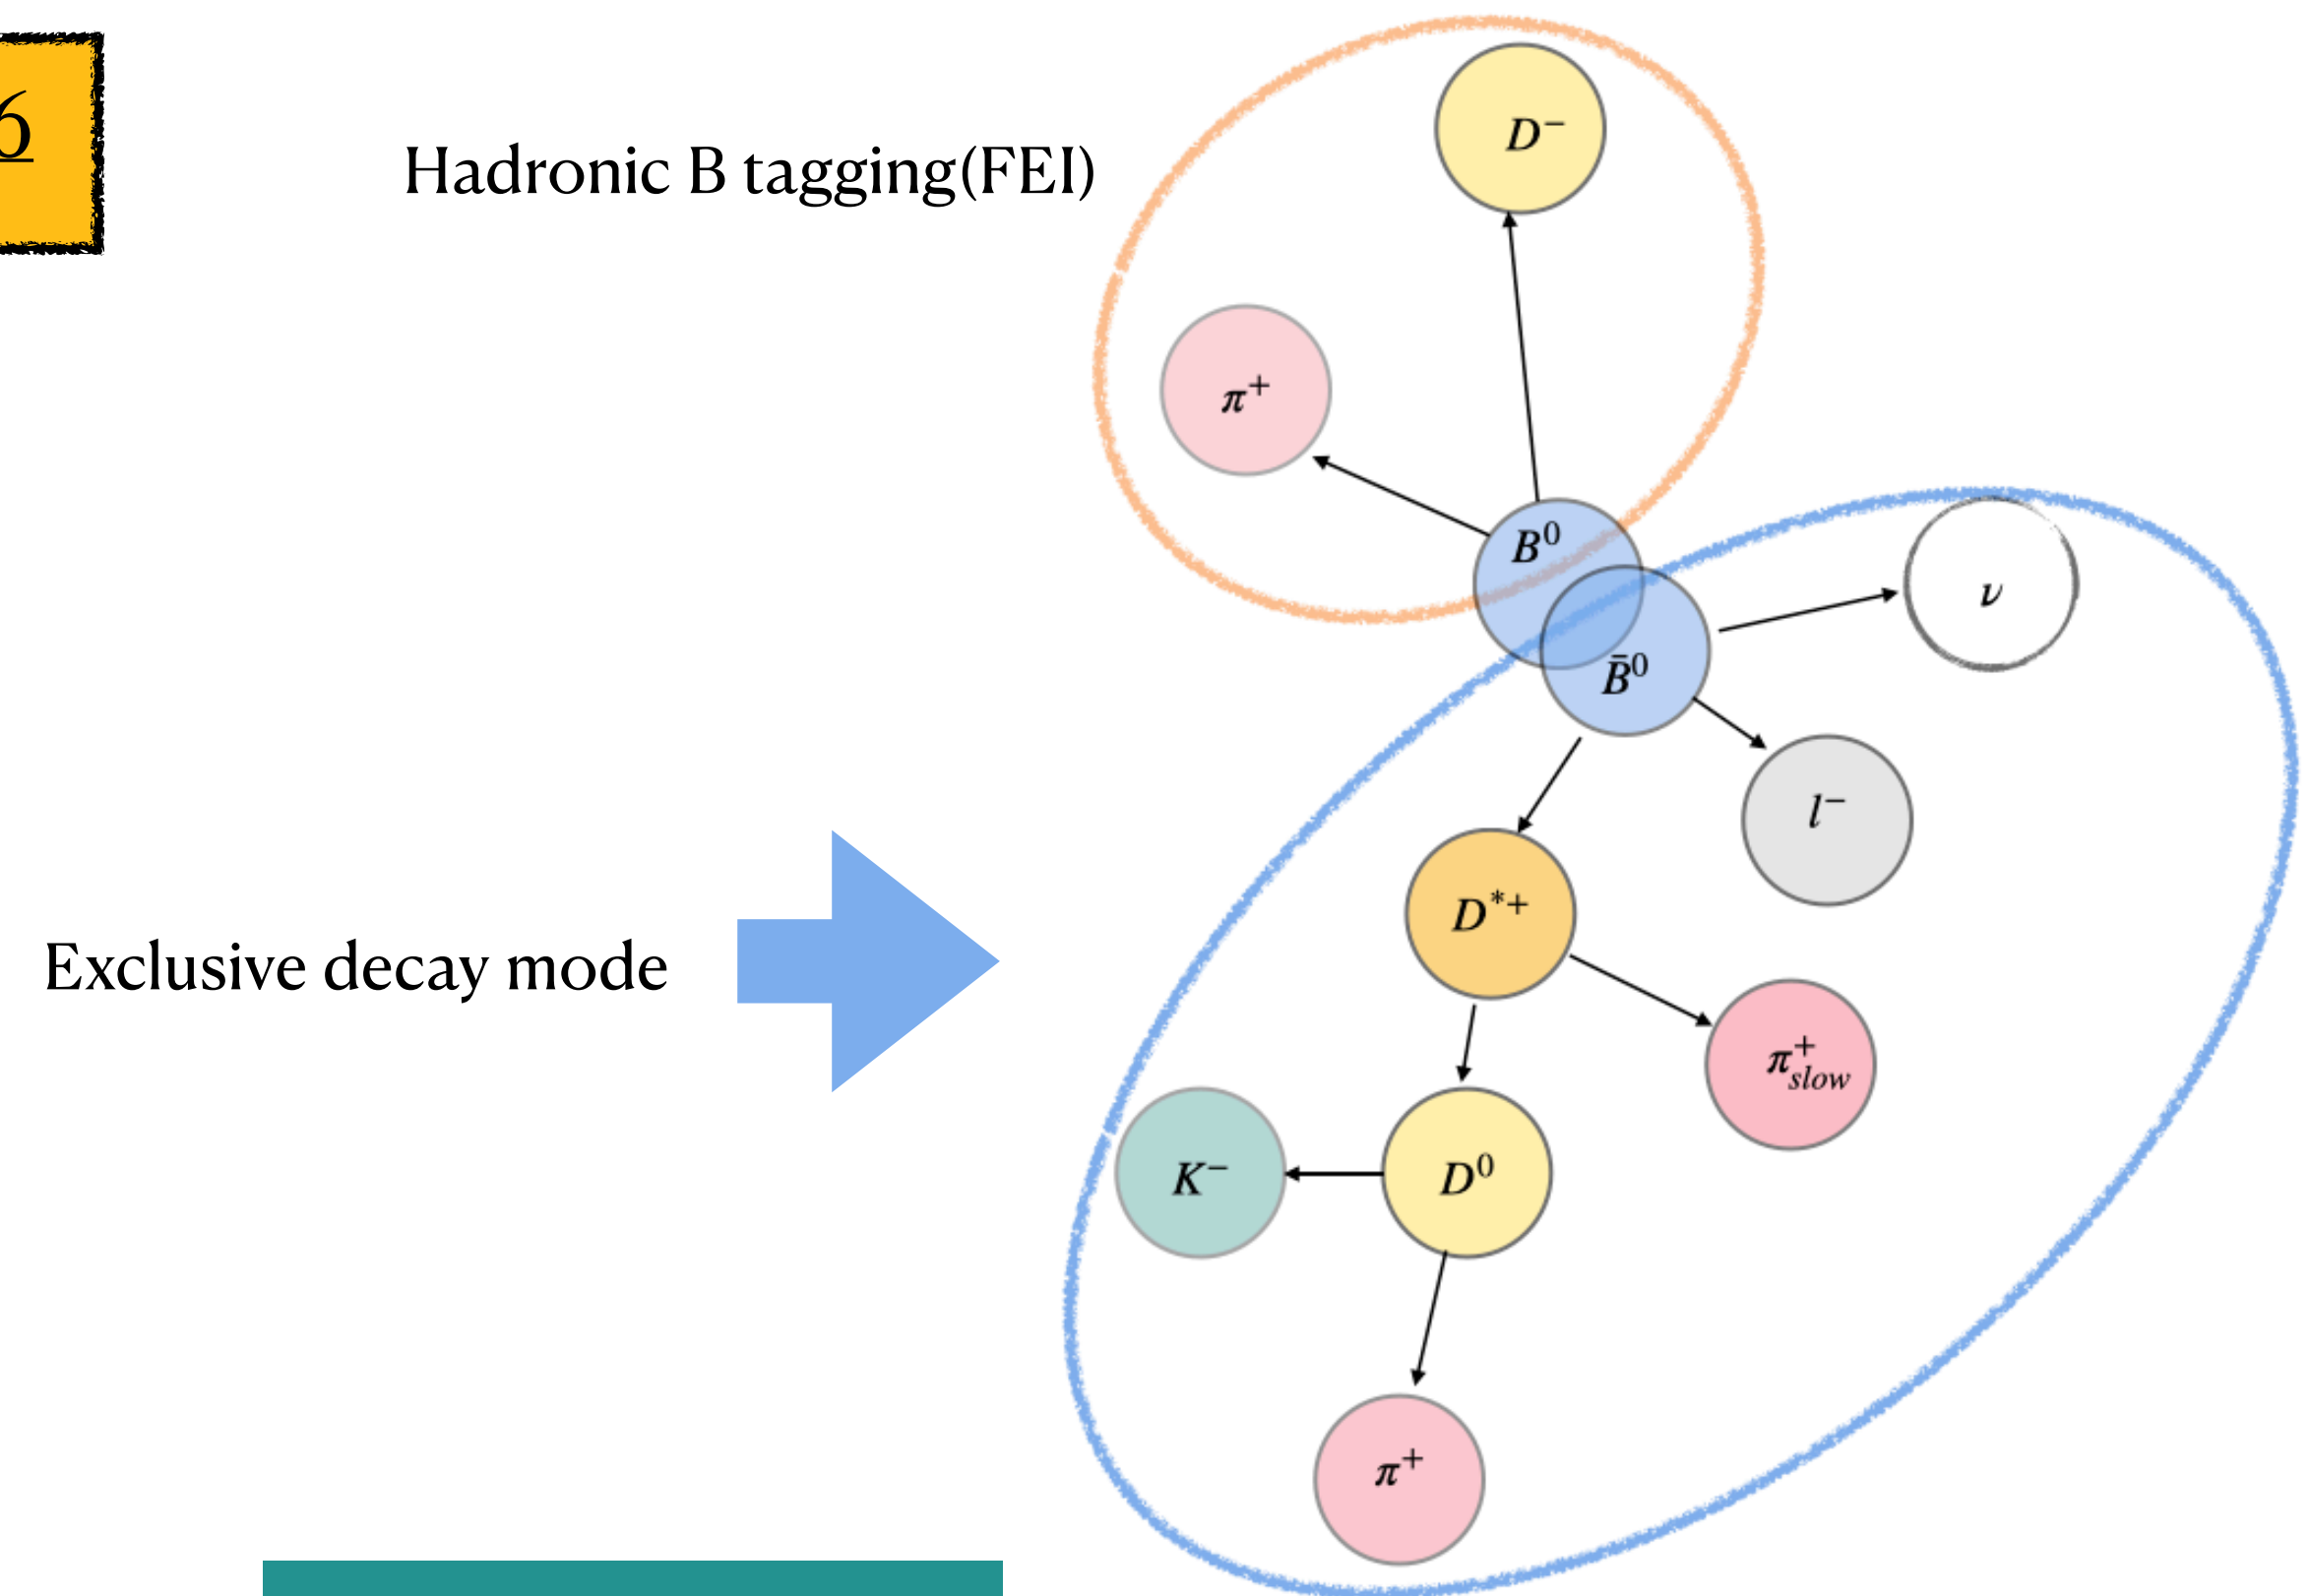 6
Hadronic B tagging(FEI)
D⁻
π⁺
B⁰
B̄⁰
ν
l⁻
D*⁺
π⁺slow
K⁻
D⁰
π⁺
Exclusive decay mode